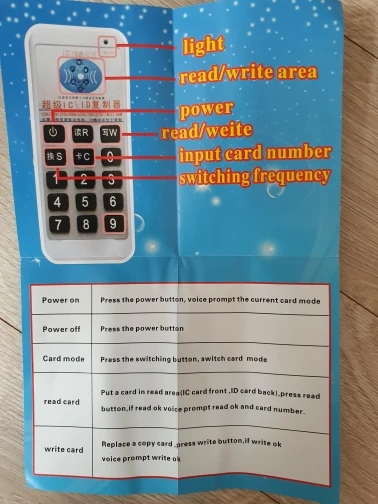 light
read/write area
超级iC\iD复制器
power
⏻ 读R 写W
read/weite
换S 卡C 0
input card number
1 2 3
switching frequency
4 5 6
7 8 9
Power on Press the power button, voice prompt the current card mode
Power off Press the power button
Card mode Press the switching button, switch card mode
read card Put a card in read area(IC card front ,ID card back),press read
button,if read ok voice prompt read ok and card number.
write card Replace a copy card ,press write button,if write ok
voice prompt write ok